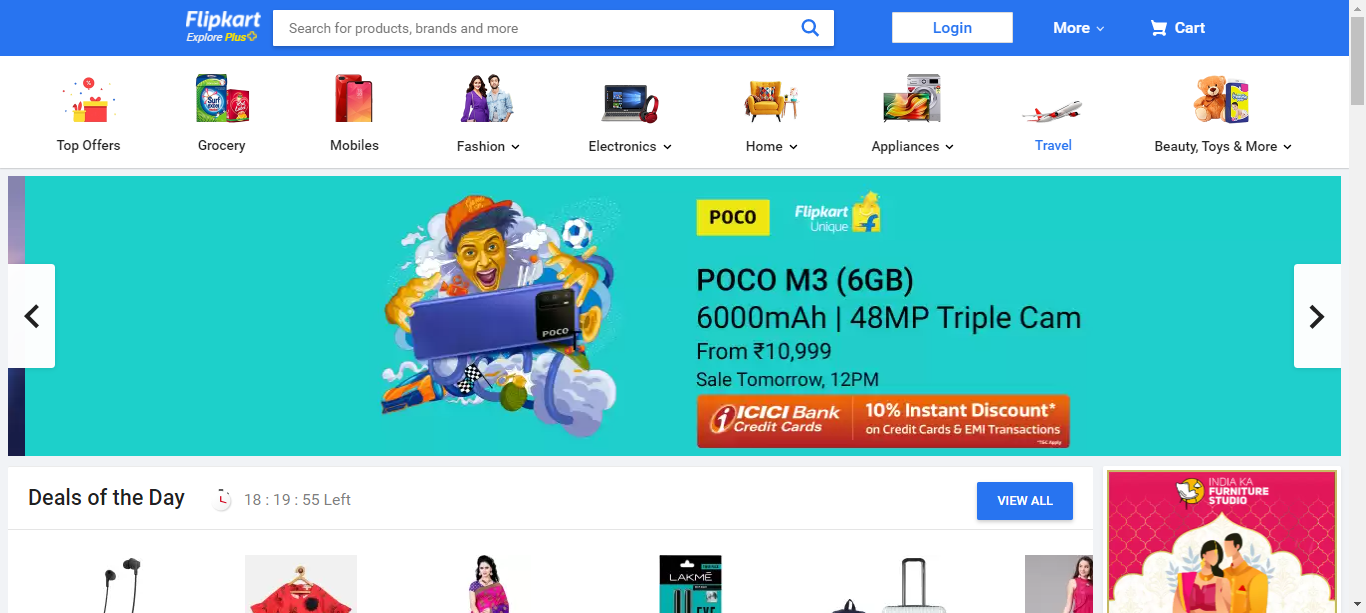 Flipkart
Explore Plus
Search for products, brands and more
Login
More
Cart
Top Offers
Grocery
Mobiles
Fashion
Electronics
Home
Appliances
Travel
Beauty, Toys & More
Surf excel
POCO
Flipkart
Unique
POCO M3 (6GB)
6000mAh | 48MP Triple Cam
From ₹10,999
Sale Tomorrow, 12PM
ICICI Bank
Credit Cards
10% Instant Discount*
on Credit Cards & EMI Transactions
*T&C Apply
POCO
Deals of the Day
18 : 19 : 55 Left
VIEW ALL
INDIA KA
FURNITURE
STUDIO
LAKMÉ
EYE